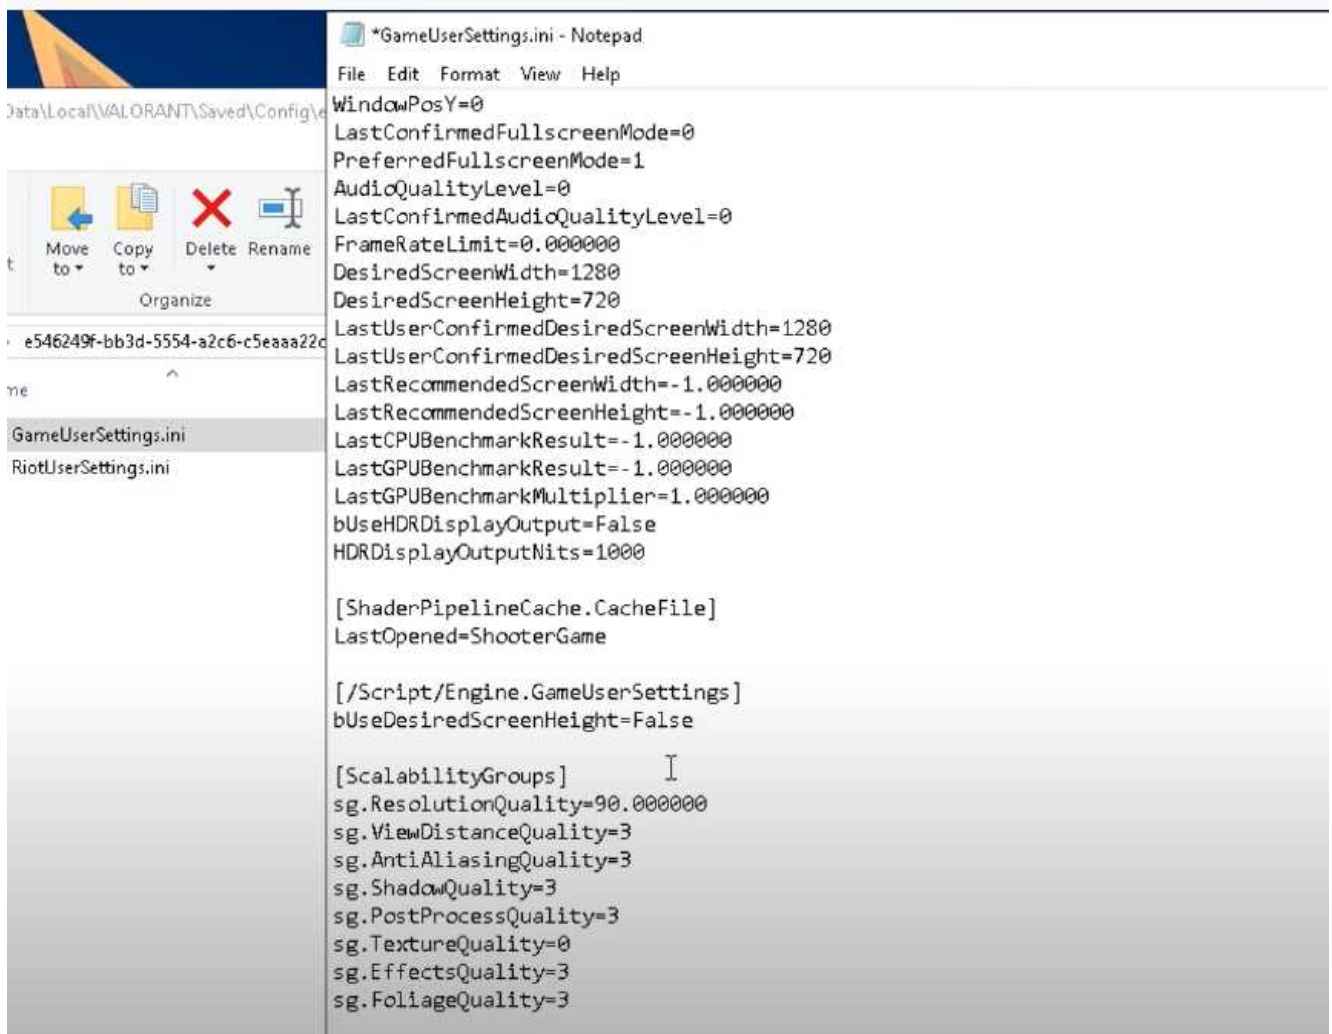 *GameUserSettings.ini - Notepad
File Edit Format View Help
Data\Local\VALORANT\Saved\Config\e
Move to
Copy to
Delete
Rename
t
Organize
e546249f-bb3d-5554-a2c6-c5eaaa22c
me
GameUserSettings.ini
RiotUserSettings.ini
WindowPosY=0
LastConfirmedFullscreenMode=0
PreferredFullscreenMode=1
AudioQualityLevel=0
LastConfirmedAudioQualityLevel=0
FrameRateLimit=0.000000
DesiredScreenWidth=1280
DesiredScreenHeight=720
LastUserConfirmedDesiredScreenWidth=1280
LastUserConfirmedDesiredScreenHeight=720
LastRecommendedScreenWidth=-1.000000
LastRecommendedScreenHeight=-1.000000
LastCPUBenchmarkResult=-1.000000
LastGPUBenchmarkResult=-1.000000
LastGPUBenchmarkMultiplier=1.000000
bUseHDRDisplayOutput=False
HDRDisplayOutputNits=1000
[ShaderPipelineCache.CacheFile]
LastOpened=ShooterGame
[/Script/Engine.GameUserSettings]
bUseDesiredScreenHeight=False
[ScalabilityGroups]
sg.ResolutionQuality=90.000000
sg.ViewDistanceQuality=3
sg.AntiAliasingQuality=3
sg.ShadowQuality=3
sg.PostProcessQuality=3
sg.TextureQuality=0
sg.EffectsQuality=3
sg.FoliageQuality=3